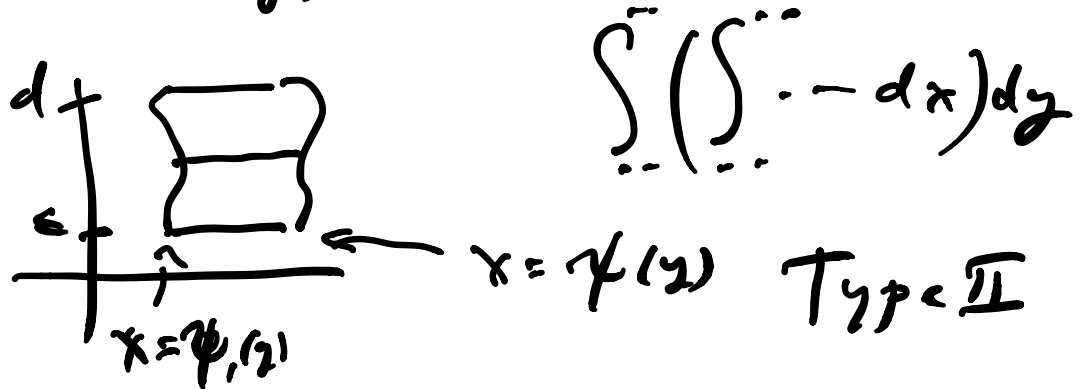 d
∫(∫ ... dx)dy
c
x = ψ(y) Type II
x = ψ₁(y)